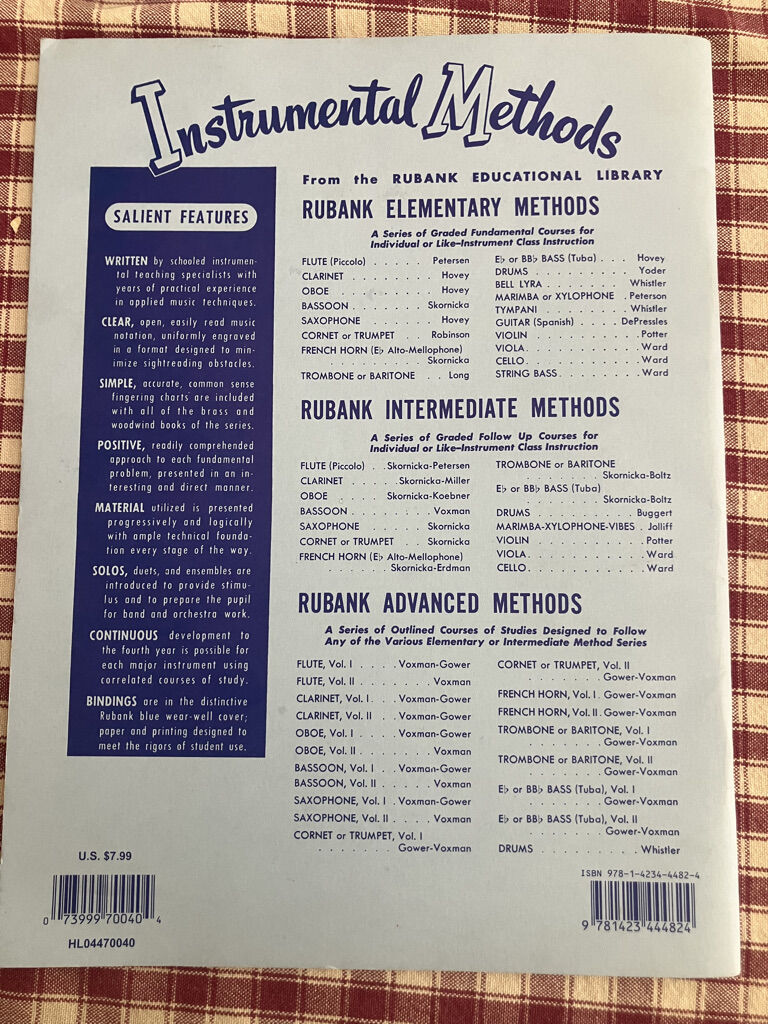 Instrumental Methods
From the RUBANK EDUCATIONAL LIBRARY
SALIENT FEATURES
WRITTEN by schooled instrumen-
tal teaching specialists with
years of practical experience
in applied music techniques.
CLEAR, open, easily read music
notation, uniformly engraved
in a format designed to min-
imize sightreading obstacles.
SIMPLE, accurate, common sense
fingering charts are included
with all of the brass and
woodwind books of the series.
POSITIVE, readily comprehended
approach to each fundamental
problem, presented in an in-
teresting and direct manner.
MATERIAL utilized is presented
progressively and logically
with ample technical founda-
tion every stage of the way.
SOLOS, duets, and ensembles are
introduced to provide stimu-
lus and to prepare the pupil
for band and orchestra work.
CONTINUOUS development to
the fourth year is possible for
each major instrument using
correlated courses of study.
BINDINGS are in the distinctive
Rubank blue wear-well cover;
paper and printing designed to
meet the rigors of student use.
RUBANK ELEMENTARY METHODS
A Series of Graded Fundamental Courses for
Individual or Like-Instrument Class Instruction
FLUTE (Piccolo) . . . . . Petersen
CLARINET . . . . . . . . Hovey
OBOE . . . . . . . . . . Hovey
BASSOON . . . . . . . Skornicka
SAXOPHONE . . . . . . . Hovey
CORNET or TRUMPET . . . Robinson
FRENCH HORN (E♭ Alto-Mellophone)
. . . . . . . . . Skornicka
TROMBONE or BARITONE . . Long
E♭ or BB♭ BASS (Tuba) . . . Hovey
DRUMS . . . . . . . . . Yoder
BELL LYRA . . . . . . . Whistler
MARIMBA or XYLOPHONE . Peterson
TYMPANI . . . . . . . . Whistler
GUITAR (Spanish) . . . . DePressles
VIOLIN . . . . . . . . . Potter
VIOLA . . . . . . . . . . Ward
CELLO . . . . . . . . . . Ward
STRING BASS . . . . . . . Ward
RUBANK INTERMEDIATE METHODS
A Series of Graded Follow Up Courses for
Individual or Like-Instrument Class Instruction
FLUTE (Piccolo) . . Skornicka-Petersen
CLARINET . . . . . Skornicka-Miller
OBOE . . . . . Skornicka-Koebner
BASSOON . . . . . . . . Voxman
SAXOPHONE . . . . . . Skornicka
CORNET or TRUMPET . . . Skornicka
FRENCH HORN (E♭ Alto-Mellophone)
. . . . . . Skornicka-Erdman
TROMBONE or BARITONE
. . . . . . . Skornicka-Boltz
E♭ or BB♭ BASS (Tuba)
. . . . . . . Skornicka-Boltz
DRUMS . . . . . . . . Buggert
MARIMBA-XYLOPHONE-VIBES . Jolliff
VIOLIN . . . . . . . . . Potter
VIOLA . . . . . . . . . . Ward
CELLO . . . . . . . . . . Ward
RUBANK ADVANCED METHODS
A Series of Outlined Courses of Studies Designed to Follow
Any of the Various Elementary or Intermediate Method Series
FLUTE, Vol. I . . . . Voxman-Gower
FLUTE, Vol. II . . . . . . Voxman
CLARINET, Vol. I . . . Voxman-Gower
CLARINET, Vol. II . . Voxman-Gower
OBOE, Vol. I . . . . Voxman-Gower
OBOE, Vol. II . . . . . . . Voxman
BASSOON, Vol. I . . Voxman-Gower
BASSOON, Vol. II . . . . . Voxman
SAXOPHONE, Vol. I . . Voxman-Gower
SAXOPHONE, Vol. II . . . . Voxman
CORNET or TRUMPET, Vol. I
. . . . . . . . Gower-Voxman
CORNET or TRUMPET, Vol. II
. . . . . . . . Gower-Voxman
FRENCH HORN, Vol. I . Gower-Voxman
FRENCH HORN, Vol. II . Gower-Voxman
TROMBONE or BARITONE, Vol. I
. . . . . . . . Gower-Voxman
TROMBONE or BARITONE, Vol. II
. . . . . . . . Gower-Voxman
E♭ or BB♭ BASS (Tuba), Vol. I
. . . . . . . . Gower-Voxman
E♭ or BB♭ BASS (Tuba), Vol. II
. . . . . . . . Gower-Voxman
DRUMS . . . . . . . . . Whistler
U.S. $7.99
0 73999 70040 4
HL04470040
ISBN 978-1-4234-4482-4
9 781423 444824